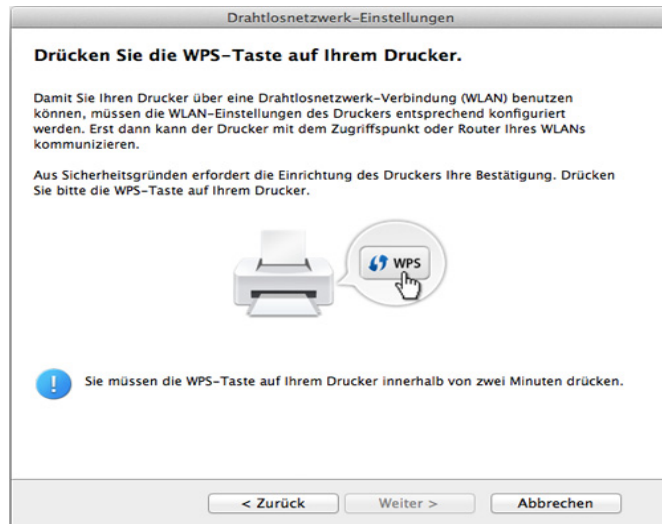 Drahtlosnetzwerk-Einstellungen
Drücken Sie die WPS-Taste auf Ihrem Drucker.
Damit Sie Ihren Drucker über eine Drahtlosnetzwerk-Verbindung (WLAN) benutzen
können, müssen die WLAN-Einstellungen des Druckers entsprechend konfiguriert
werden. Erst dann kann der Drucker mit dem Zugriffspunkt oder Router Ihres WLANs
kommunizieren.
Aus Sicherheitsgründen erfordert die Einrichtung des Druckers Ihre Bestätigung. Drücken
Sie bitte die WPS-Taste auf Ihrem Drucker.
WPS
Sie müssen die WPS-Taste auf Ihrem Drucker innerhalb von zwei Minuten drücken.
< Zurück Weiter > Abbrechen